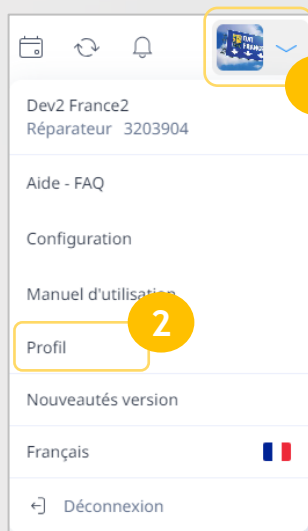 Dev2 France2
Réparateur 3203904
Aide - FAQ
Configuration
Manuel d'utilisation
2
Profil
Nouveautés version
Français
Déconnexion